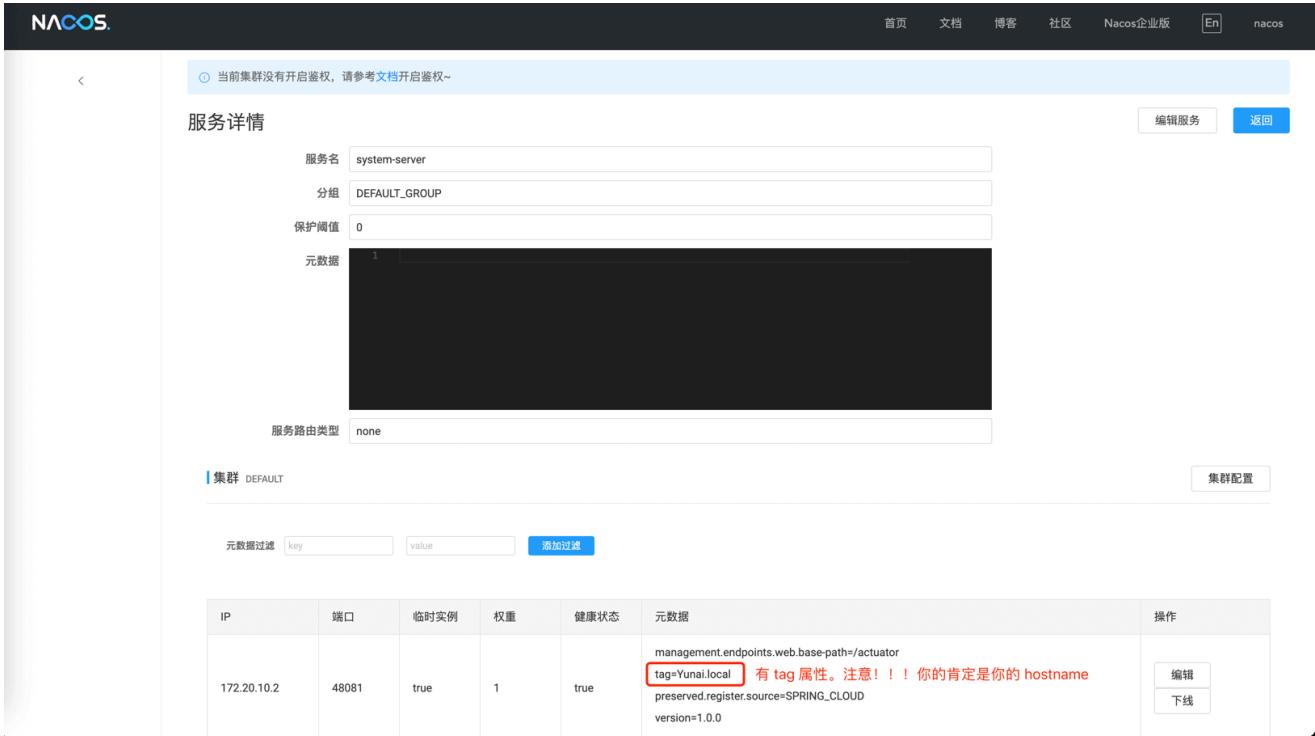 NACOS.
首页 文档 博客 社区 Nacos企业版 En nacos
当前集群没有开启鉴权，请参考文档开启鉴权~
服务详情 编辑服务 返回
服务名 system-server
分组 DEFAULT_GROUP
保护阈值 0
元数据 1
服务路由类型 none
集群 DEFAULT 集群配置
元数据过滤 key value 添加过滤
IP 端口 临时实例 权重 健康状态 元数据 操作
management.endpoints.web.base-path=/actuator
tag=Yunai.local 有 tag 属性。注意！！！你的肯定是你的 hostname
编辑
172.20.10.2 48081 true 1 true
preserved.register.source=SPRING_CLOUD
下线
version=1.0.0